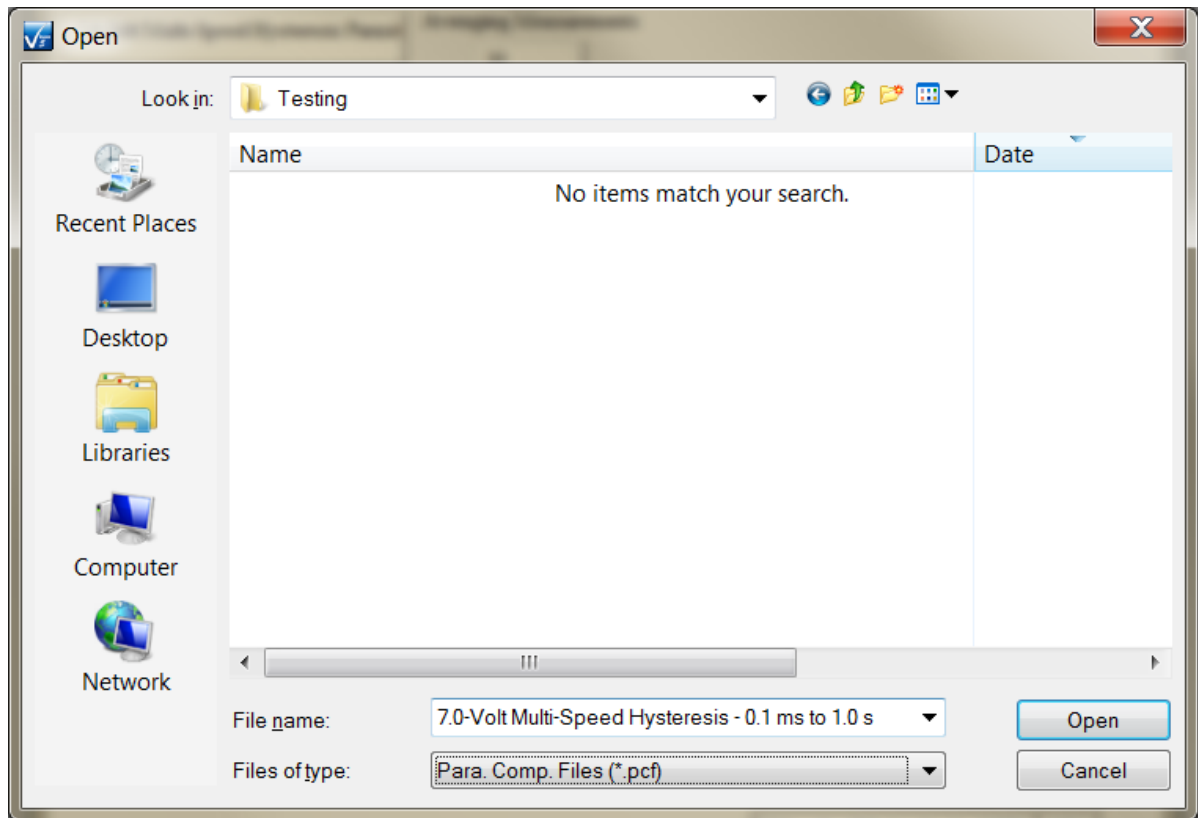 Open
Look in: Testing
Name Date
No items match your search.
Recent Places
Desktop
Libraries
Computer
Network
File name: 7.0-Volt Multi-Speed Hysteresis - 0.1 ms to 1.0 s Open
Files of type: Para. Comp. Files (*.pcf) Cancel